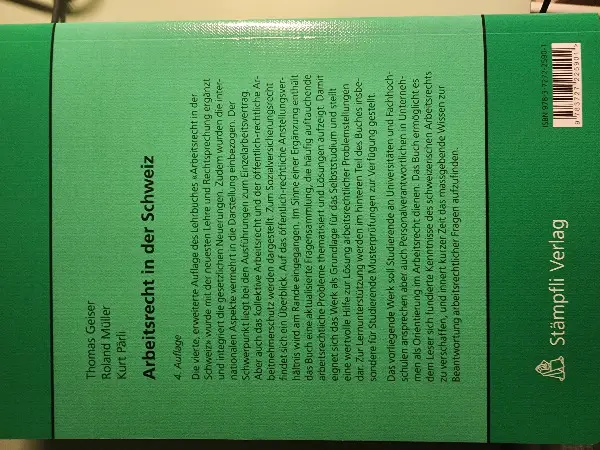 Thomas Geiser
Roland Müller
Kurt Pärli
Arbeitsrecht in der Schweiz
4. Auflage
Die vierte, erweiterte Auflage des Lehrbuches «Arbeitsrecht in der
Schweiz» wurde mit der neuesten Lehre und Rechtsprechung ergänzt
und integriert die gesetzlichen Neuerungen. Zudem wurden die inter-
nationalen Aspekte vermehrt in die Darstellung einbezogen. Der
Schwerpunkt liegt bei den Ausführungen zum Einzelarbeitsvertrag.
Aber auch das kollektive Arbeitsrecht und der öffentlich-rechtliche Ar-
beitnehmerschutz werden dargestellt. Zum Sozialversicherungsrecht
findet sich ein Überblick. Auf das öffentlich-rechtliche Anstellungsver-
hältnis wird am Rande eingegangen. Im Sinne einer Ergänzung enthält
das Buch eine aktualisierte Fragensammlung, die häufig auftauchende
arbeitsrechtliche Probleme thematisiert und Lösungen aufzeigt. Damit
eignet sich das Werk als Grundlage für das Selbststudium und stellt
eine wertvolle Hilfe zur Lösung arbeitsrechtlicher Problemstellungen
dar. Zur Lernunterstützung werden im hinteren Teil des Buches insbe-
sondere für Studierende Musterprüfungen zur Verfügung gestellt.
Das vorliegende Werk soll Studierende an Universitäten und Fachhoch-
schulen ansprechen aber auch Personalverantwortlichen in Unterneh-
men als Orientierung im Arbeitsrecht dienen. Das Buch ermöglicht es
dem Leser sich fundierte Kenntnisse des schweizerischen Arbeitsrechts
zu verschaffen, und innert kurzer Zeit das massgebende Wissen zur
Beantwortung arbeitsrechtlicher Fragen aufzufinden.
Stämpfli Verlag
ISBN 978-3-7272-2590-1
9 783727 225901